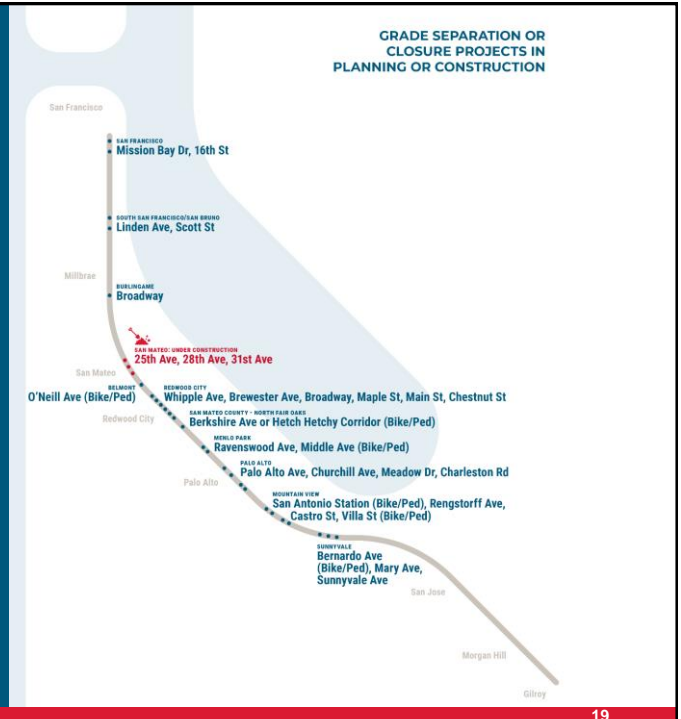 GRADE SEPARATION OR
CLOSURE PROJECTS IN
PLANNING OR CONSTRUCTION
San Francisco
SAN FRANCISCO
Mission Bay Dr, 16th St
SOUTH SAN FRANCISCO/SAN BRUNO
Linden Ave, Scott St
Millbrae
BURLINGAME
Broadway
SAN MATEO: UNDER CONSTRUCTION
25th Ave, 28th Ave, 31st Ave
San Mateo
BELMONT
O'Neill Ave (Bike/Ped)
REDWOOD CITY
Whipple Ave, Brewester Ave, Broadway, Maple St, Main St, Chestnut St
Redwood City
SAN MATEO COUNTY - NORTH FAIR OAKS
Berkshire Ave or Hetch Hetchy Corridor (Bike/Ped)
MENLO PARK
Ravenswood Ave, Middle Ave (Bike/Ped)
PALO ALTO
Palo Alto Ave, Churchill Ave, Meadow Dr, Charleston Rd
Palo Alto
MOUNTAIN VIEW
San Antonio Station (Bike/Ped), Rengstorff Ave,
Castro St, Villa St (Bike/Ped)
SUNNYVALE
Bernardo Ave
(Bike/Ped), Mary Ave,
Sunnyvale Ave
San Jose
Morgan Hill
Gilroy
19